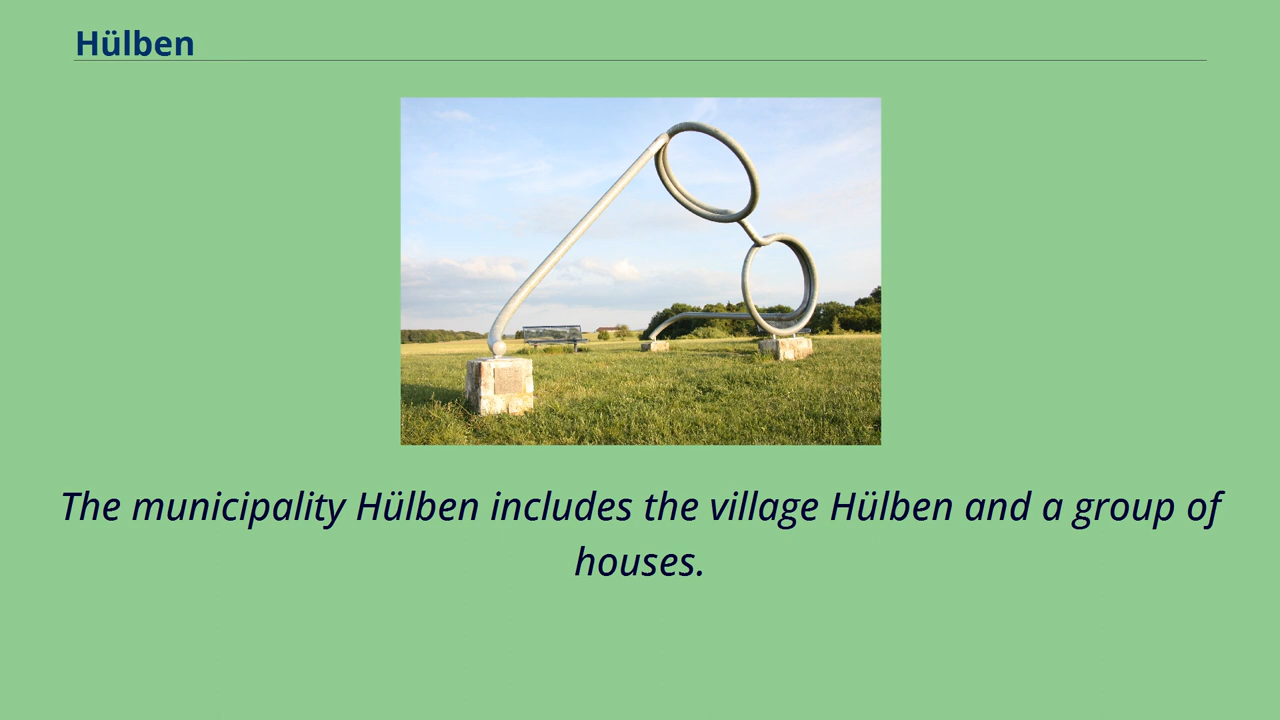 Hülben
The municipality Hülben includes the village Hülben and a group of
houses.